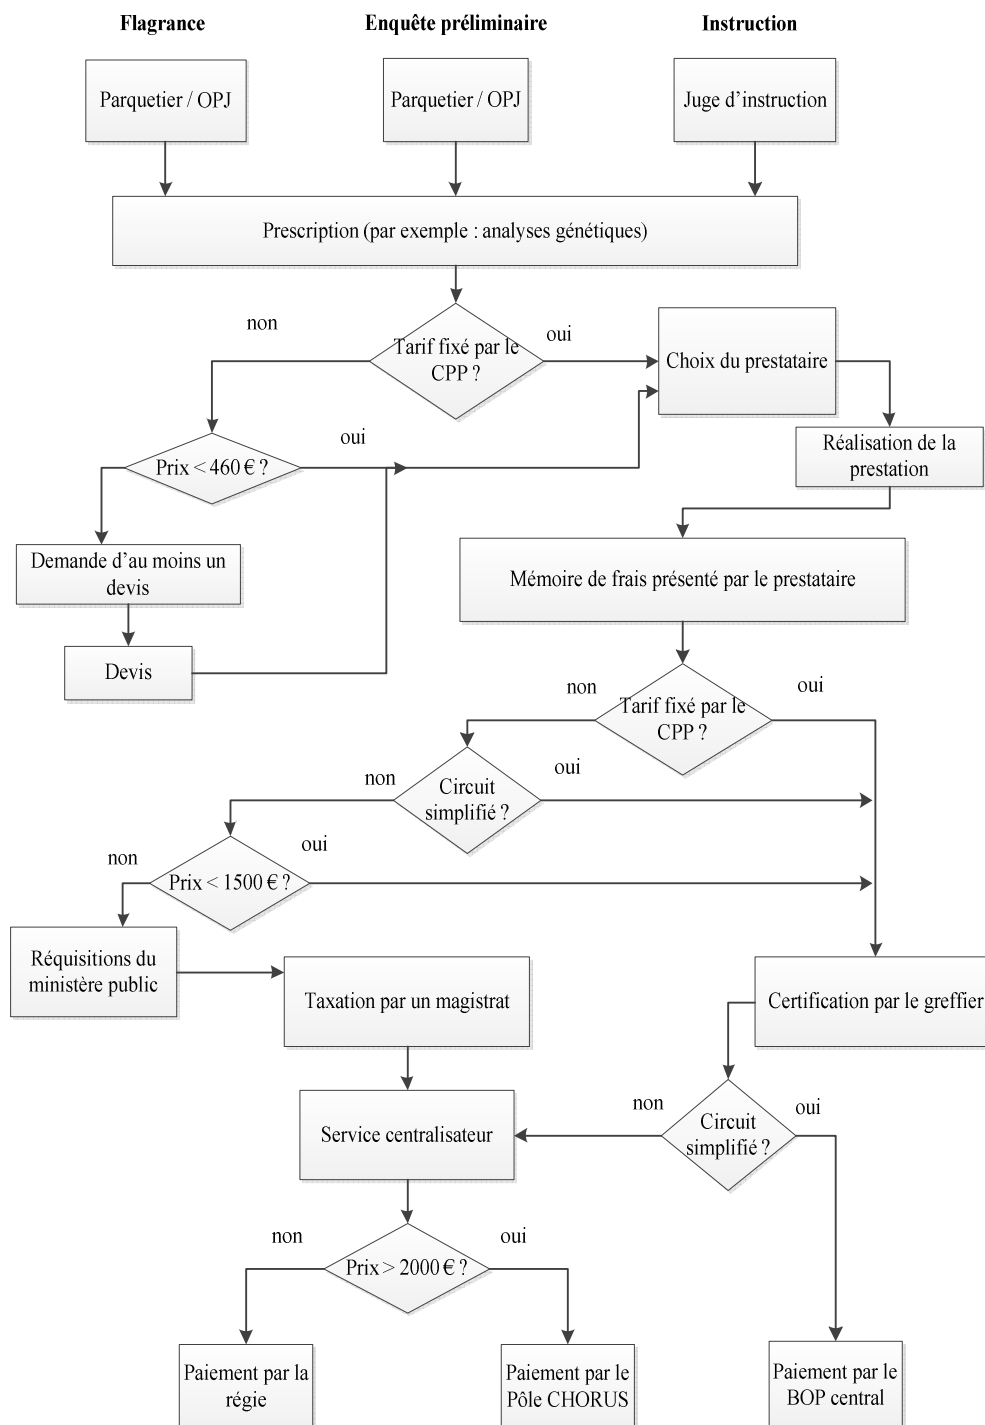 Flagrance
Enquête préliminaire
Instruction
Parquetier / OPJ
Parquetier / OPJ
Juge d’instruction
Prescription (par exemple : analyses génétiques)
non
Tarif fixé par le
CPP ?
oui
Choix du prestataire
Prix < 460 € ?
oui
Réalisation de la
prestation
Demande d’au moins un
devis
Devis
Mémoire de frais présenté par le prestataire
non
Tarif fixé par le
CPP ?
oui
non
Circuit
simplifié ?
oui
non
Prix < 1500 € ?
oui
Réquisitions du
ministère public
Taxation par un magistrat
Certification par le greffier
Service centralisateur
non
Circuit
simplifié ?
oui
non
Prix > 2000 € ?
oui
Paiement par la
régie
Paiement par le
Pôle CHORUS
Paiement par le
BOP central